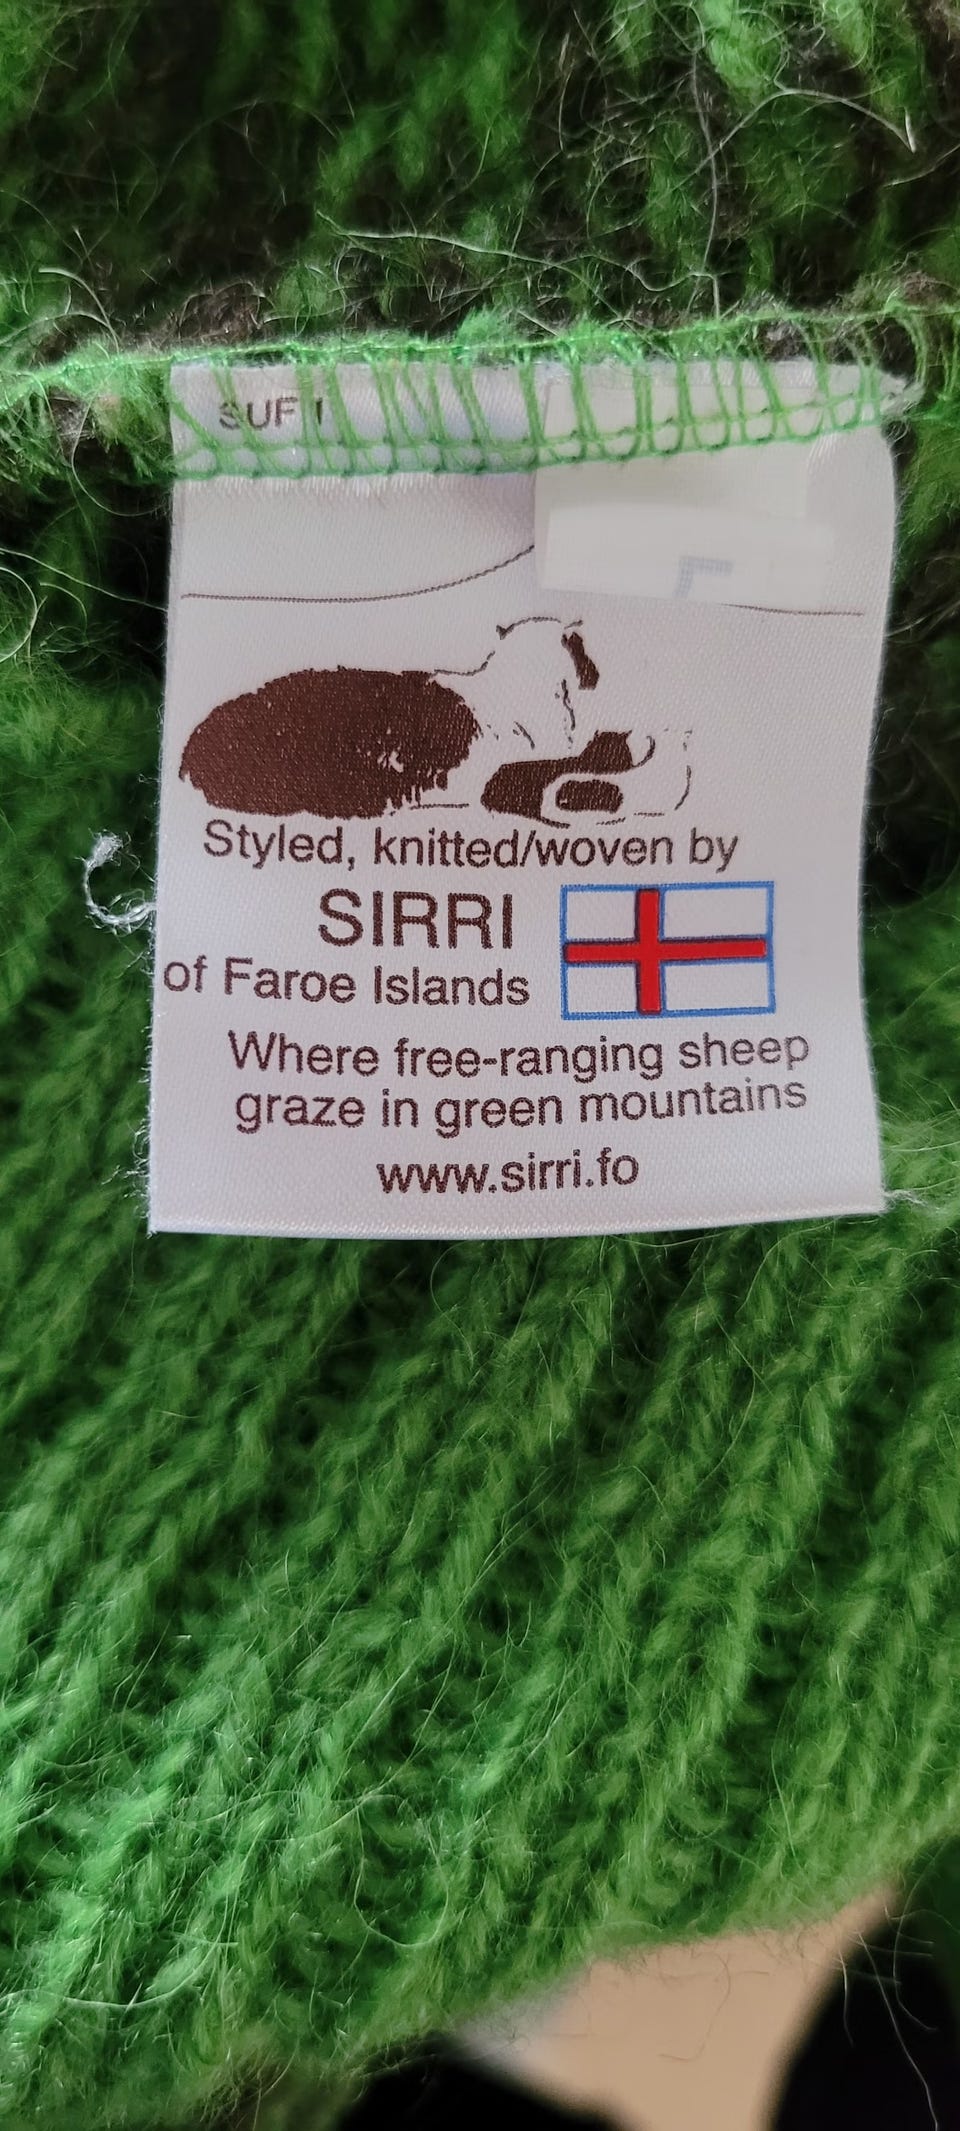 Styled, knitted/woven by
SIRRI
of Faroe Islands
Where free-ranging sheep
graze in green mountains
www.sirri.fo